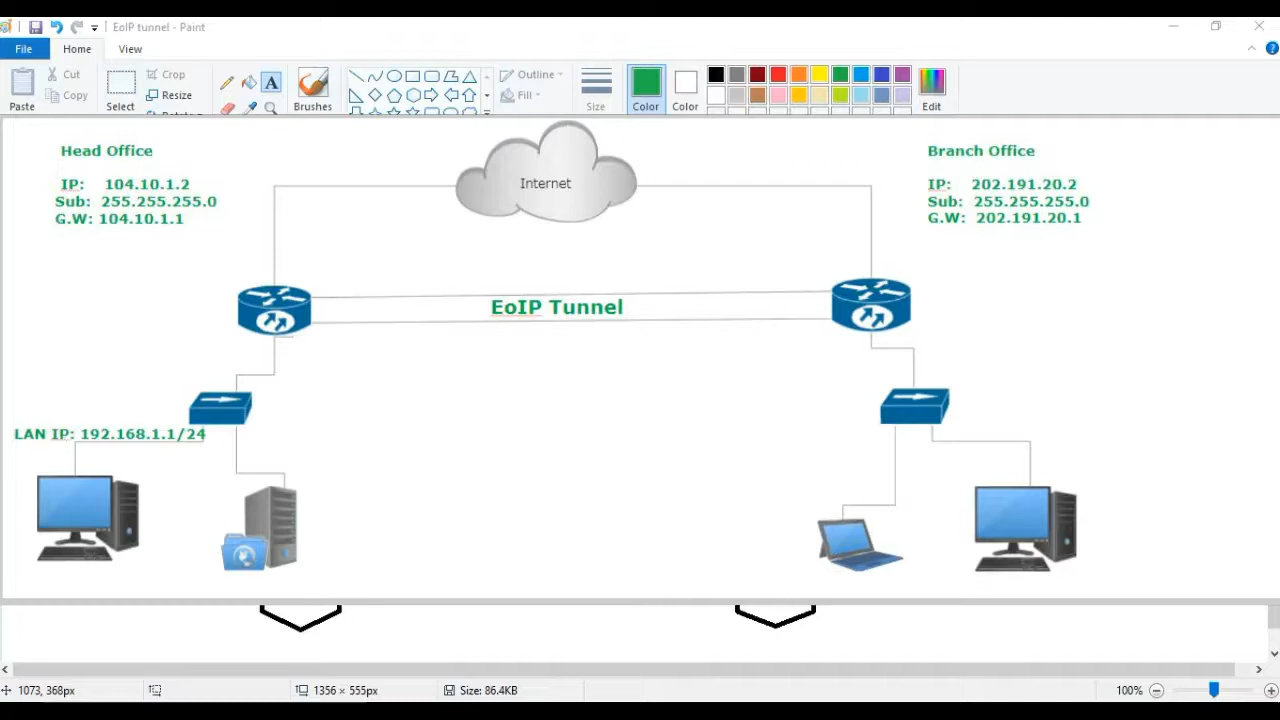 EoIP tunnel - Paint
File Home View
Paste
Cut
Copy
Select
Crop
Resize
Rotate
A
Brushes
Outline
Fill
Size
Color
Color
Edit
Head Office
IP: 104.10.1.2
Sub: 255.255.255.0
G.W: 104.10.1.1
Internet
Branch Office
IP: 202.191.20.2
Sub: 255.255.255.0
G.W: 202.191.20.1
EoIP Tunnel
LAN IP: 192.168.1.1/24
1073, 368px
1356 × 555px
Size: 86.4KB
100%